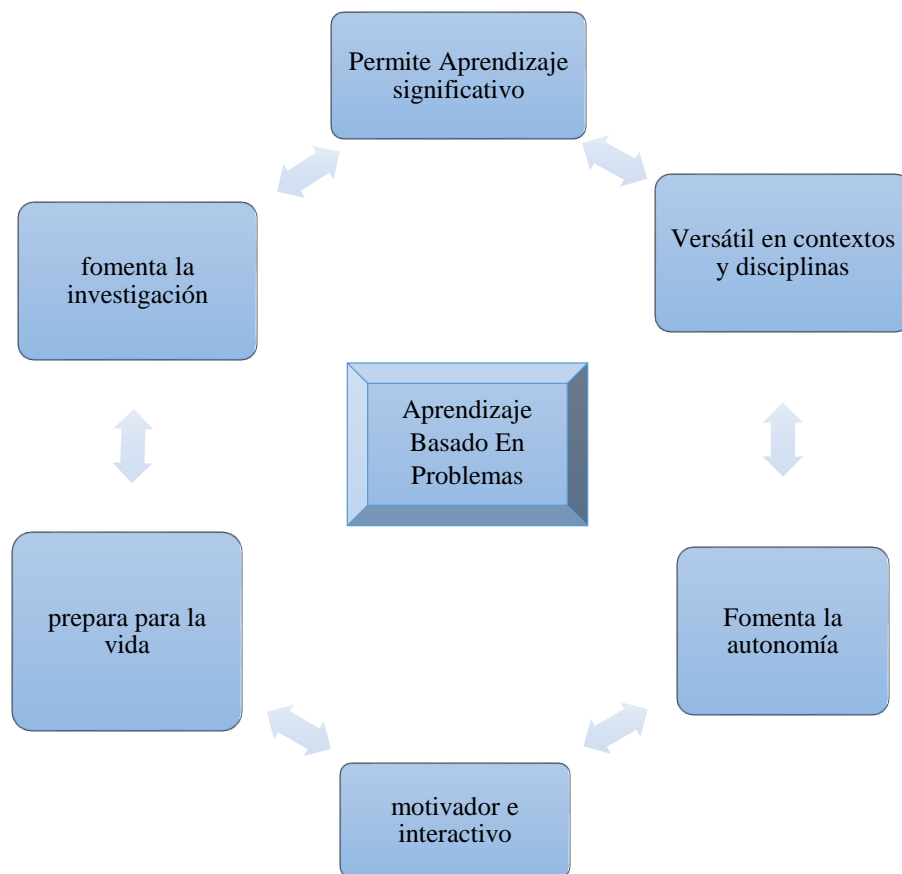 Permite Aprendizaje
significativo
Versátil en contextos
y disciplinas
fomenta la
investigación
Aprendizaje
Basado En
Problemas
prepara para la
vida
Fomenta la
autonomía
motivador e
interactivo